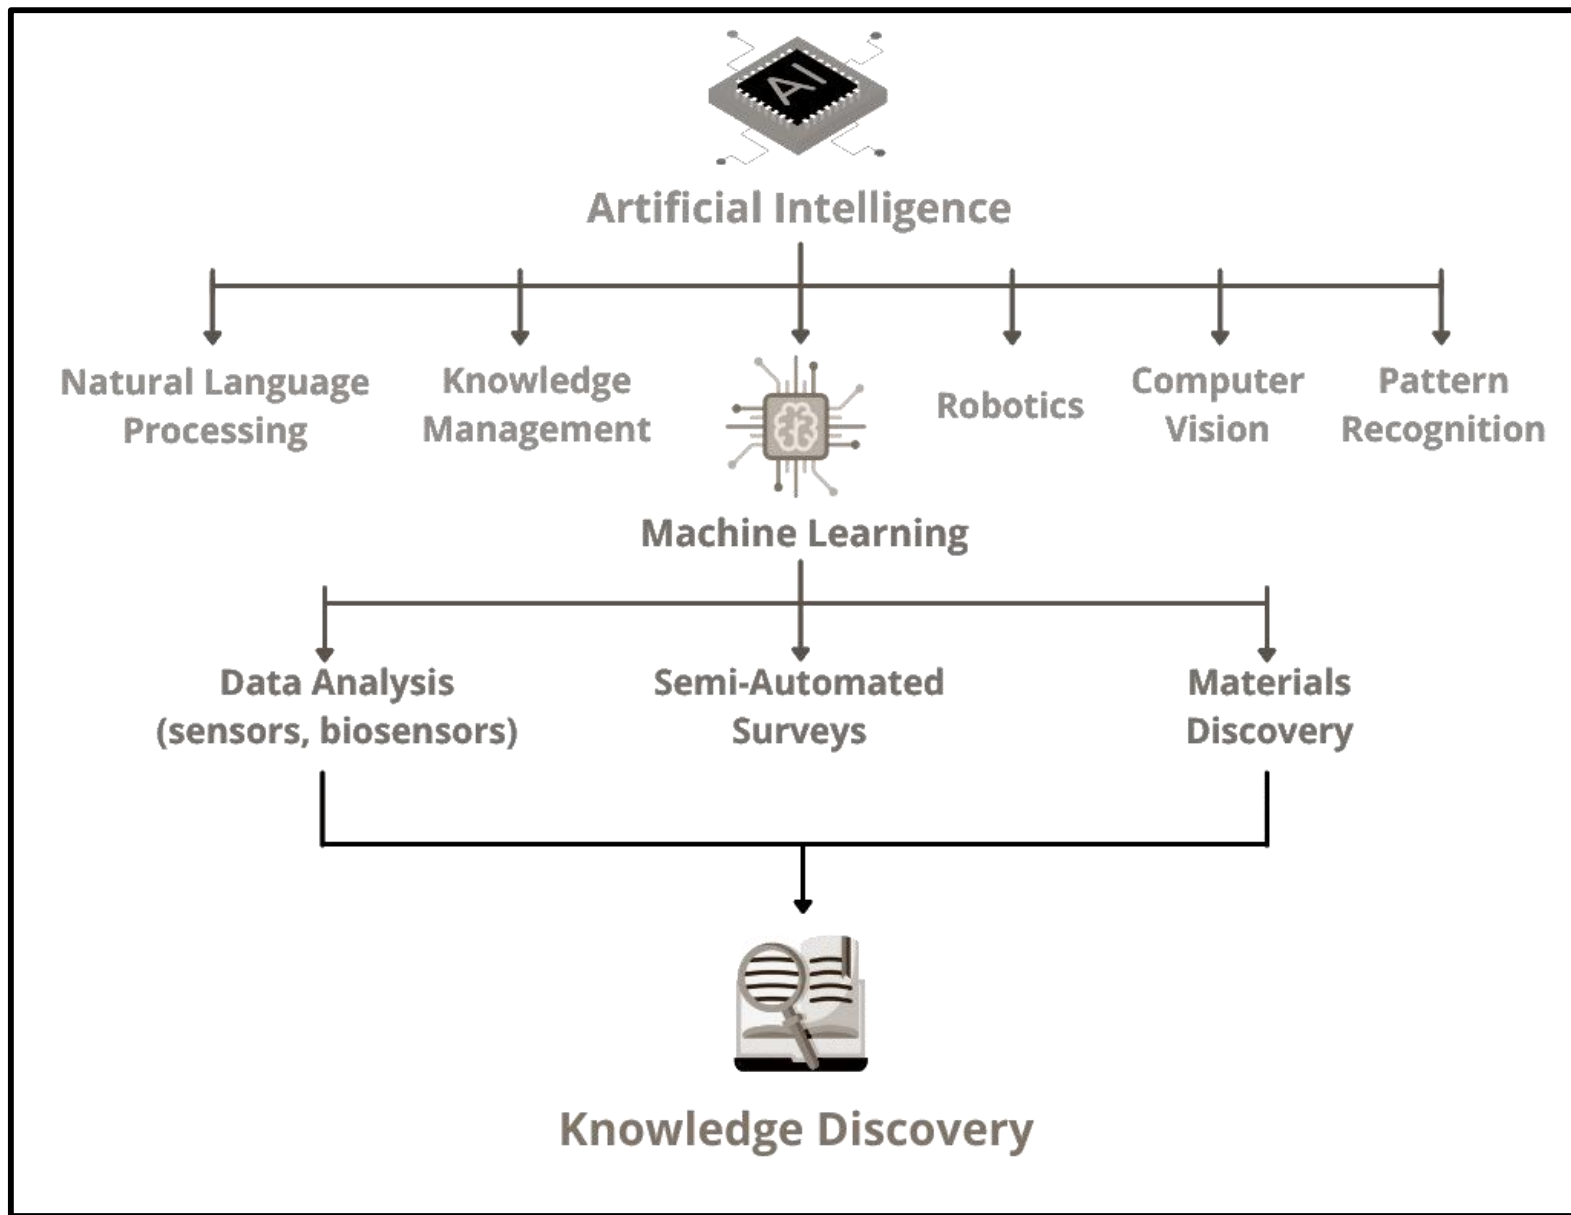 AI
Artificial Intelligence
Natural Language
Processing
Knowledge
Management
Machine Learning
Robotics
Computer
Vision
Pattern
Recognition
Data Analysis
(sensors, biosensors)
Semi-Automated
Surveys
Materials
Discovery
Knowledge Discovery